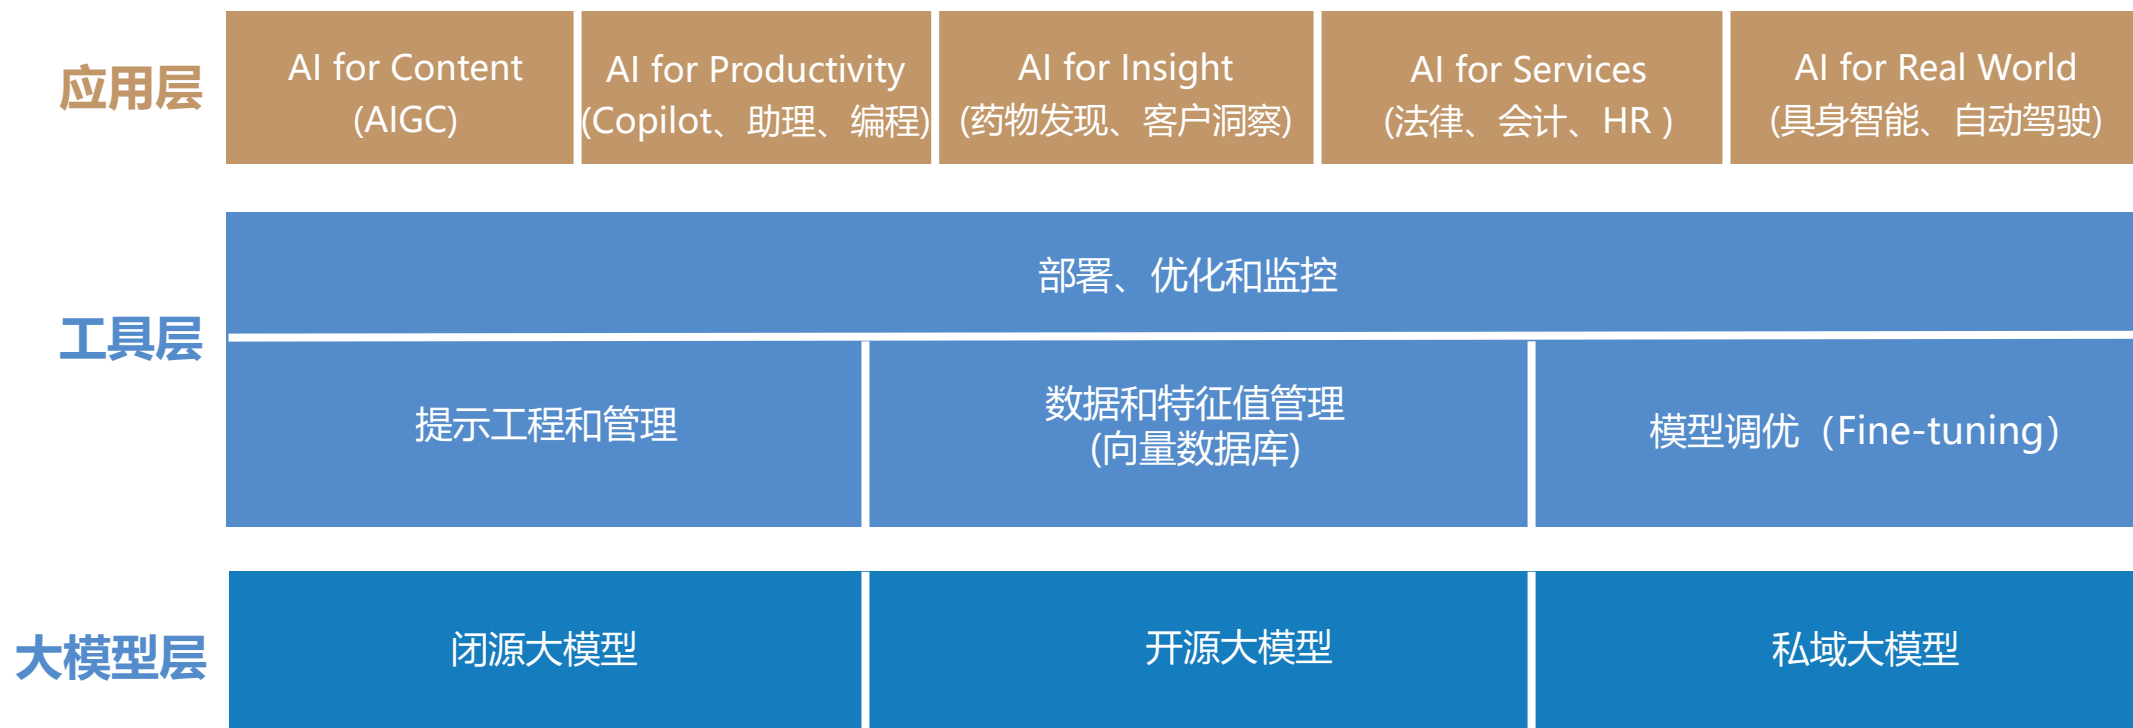 应用层
AI for Content
(AIGC)
AI for Productivity
(Copilot、助理、编程)
AI for Insight
(药物发现、客户洞察)
AI for Services
(法律、会计、HR )
AI for Real World
(具身智能、自动驾驶)
工具层
部署、优化和监控
提示工程和管理
数据和特征值管理
(向量数据库)
模型调优（Fine-tuning）
大模型层
闭源大模型
开源大模型
私域大模型